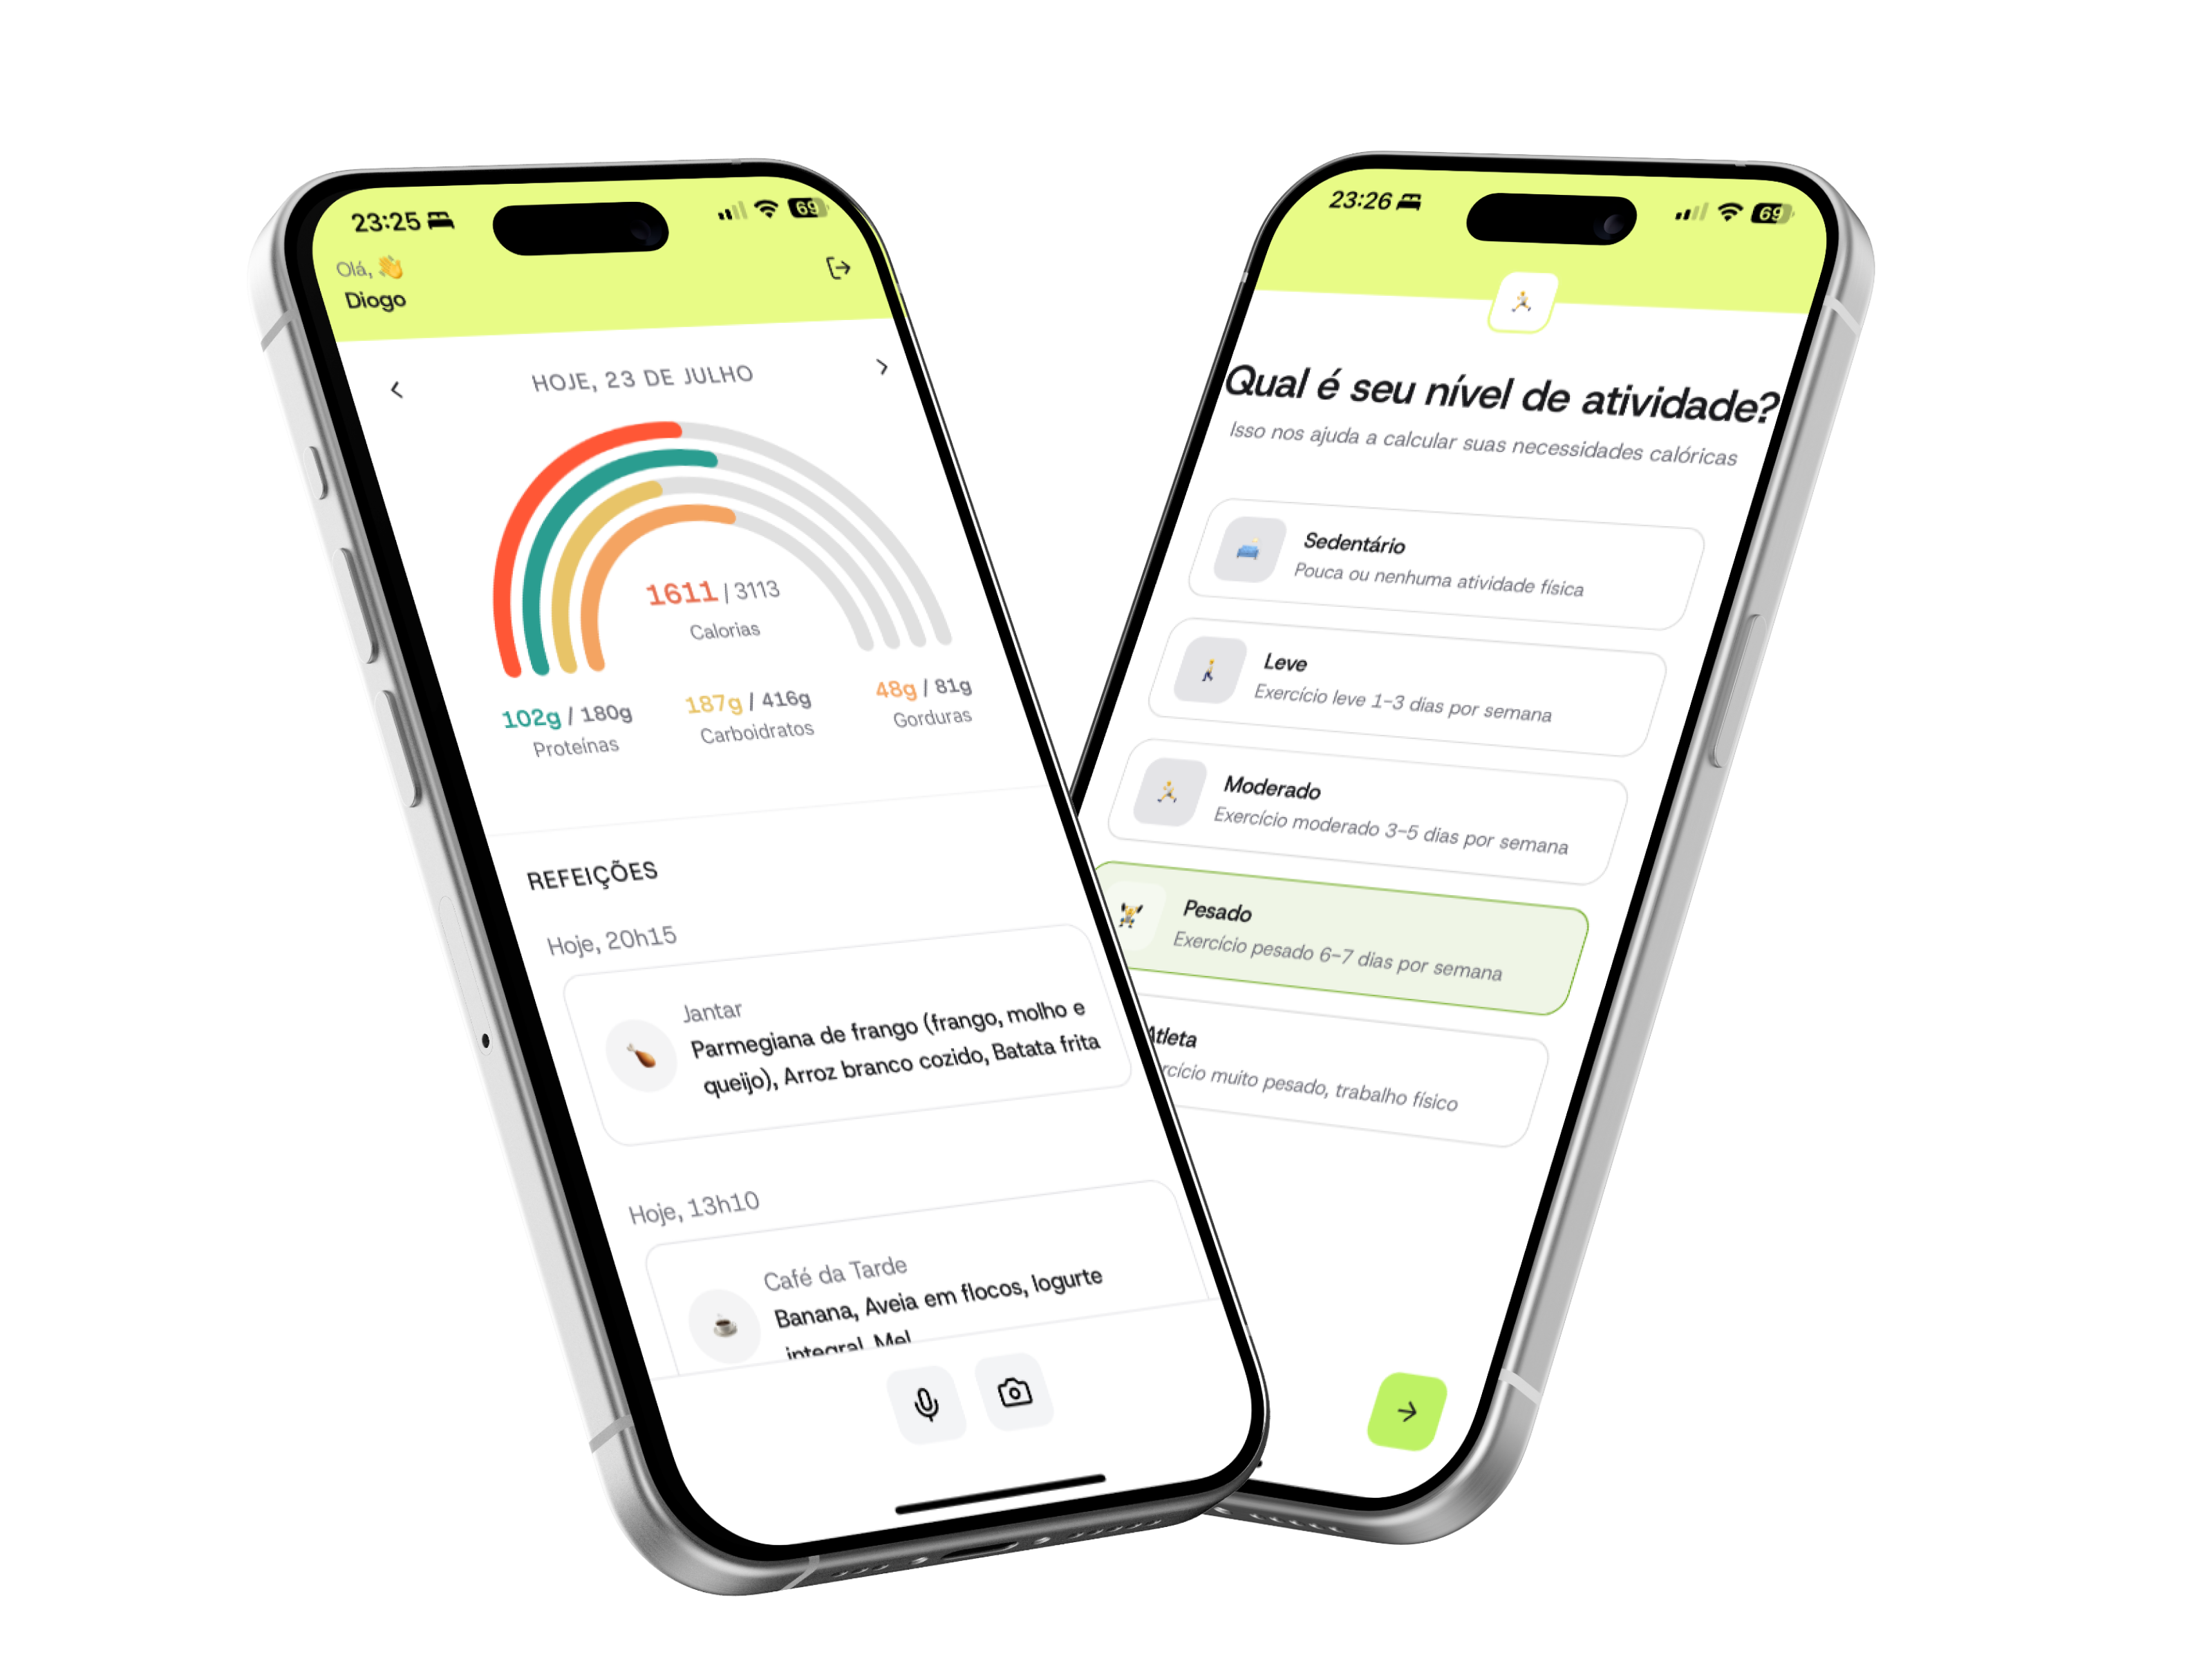 23:25
69
Olá, 👋
Diogo
HOJE, 23 DE JULHO
1611 / 3113
Calorias
102g / 180g
Proteínas
187g / 416g
Carboidratos
48g / 81g
Gorduras
REFEIÇÕES
Hoje, 20h15
Jantar
Parmegiana de frango (frango, molho e
queijo), Arroz branco cozido, Batata frita
Hoje, 13h10
Café da Tarde
Banana, Aveia em flocos, Iogurte
integral, Mel
23:26
69
Qual é seu nível de atividade?
Isso nos ajuda a calcular suas necessidades calóricas
Sedentário
Pouca ou nenhuma atividade física
Leve
Exercício leve 1-3 dias por semana
Moderado
Exercício moderado 3-5 dias por semana
Pesado
Exercício pesado 6-7 dias por semana
Atleta
rcício muito pesado, trabalho físico